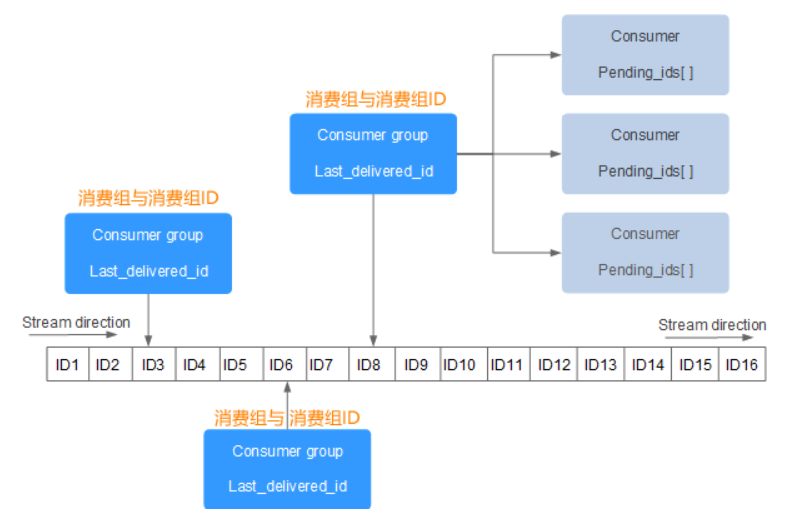 Consumer
Pending_ids[ ]
消费组与消费组ID
Consumer group
Last_delivered_id
Consumer
Pending_ids[ ]
消费组与消费组ID
Consumer group
Last_delivered_id
Consumer
Pending_ids[ ]
Stream direction
Stream direction
ID1 ID2 ID3 ID4 ID5 ID6 ID7 ID8 ID9 ID10 ID11 ID12 ID13 ID14 ID15 ID16
消费组与 消费组ID
Consumer group
Last_delivered_id